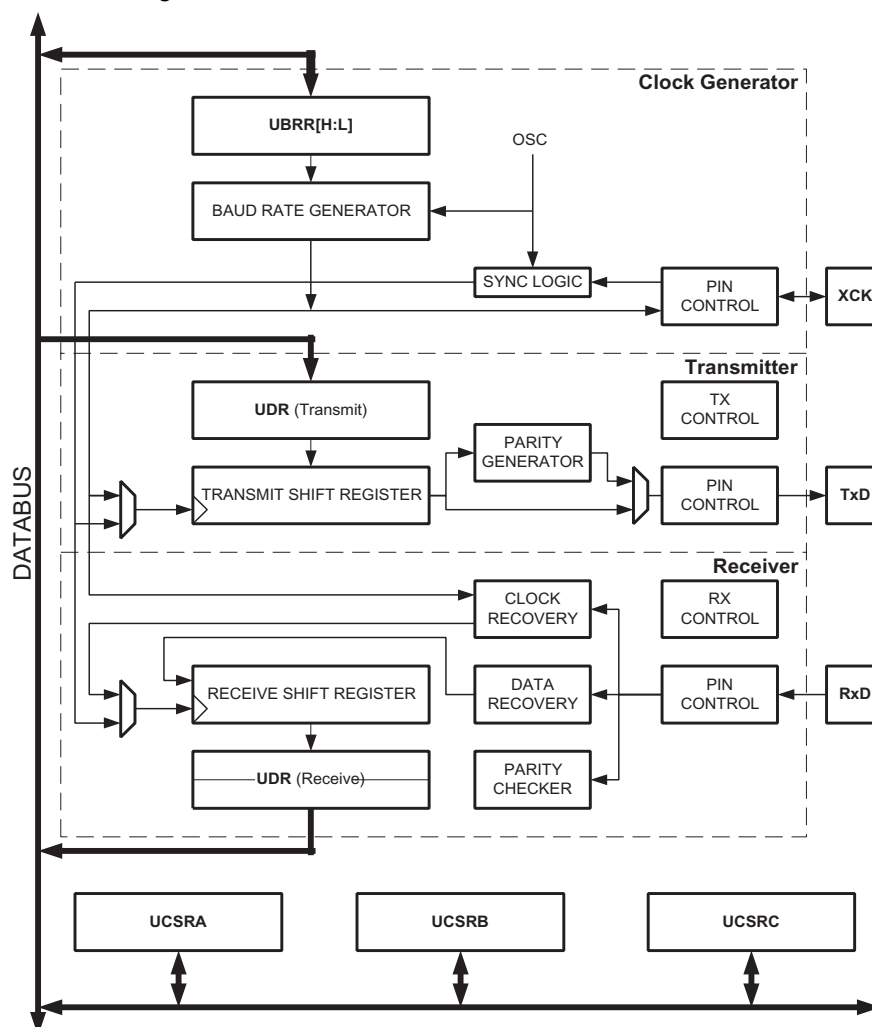 Clock Generator
UBRR[H:L]
OSC
BAUD RATE GENERATOR
SYNC LOGIC
PIN
CONTROL
XCK
Transmitter
UDR (Transmit)
TX
CONTROL
PARITY
GENERATOR
TRANSMIT SHIFT REGISTER
PIN
CONTROL
TxD
DATABUS
Receiver
CLOCK
RECOVERY
RX
CONTROL
RECEIVE SHIFT REGISTER
DATA
RECOVERY
PIN
CONTROL
RxD
UDR (Receive)
PARITY
CHECKER
UCSRA
UCSRB
UCSRC